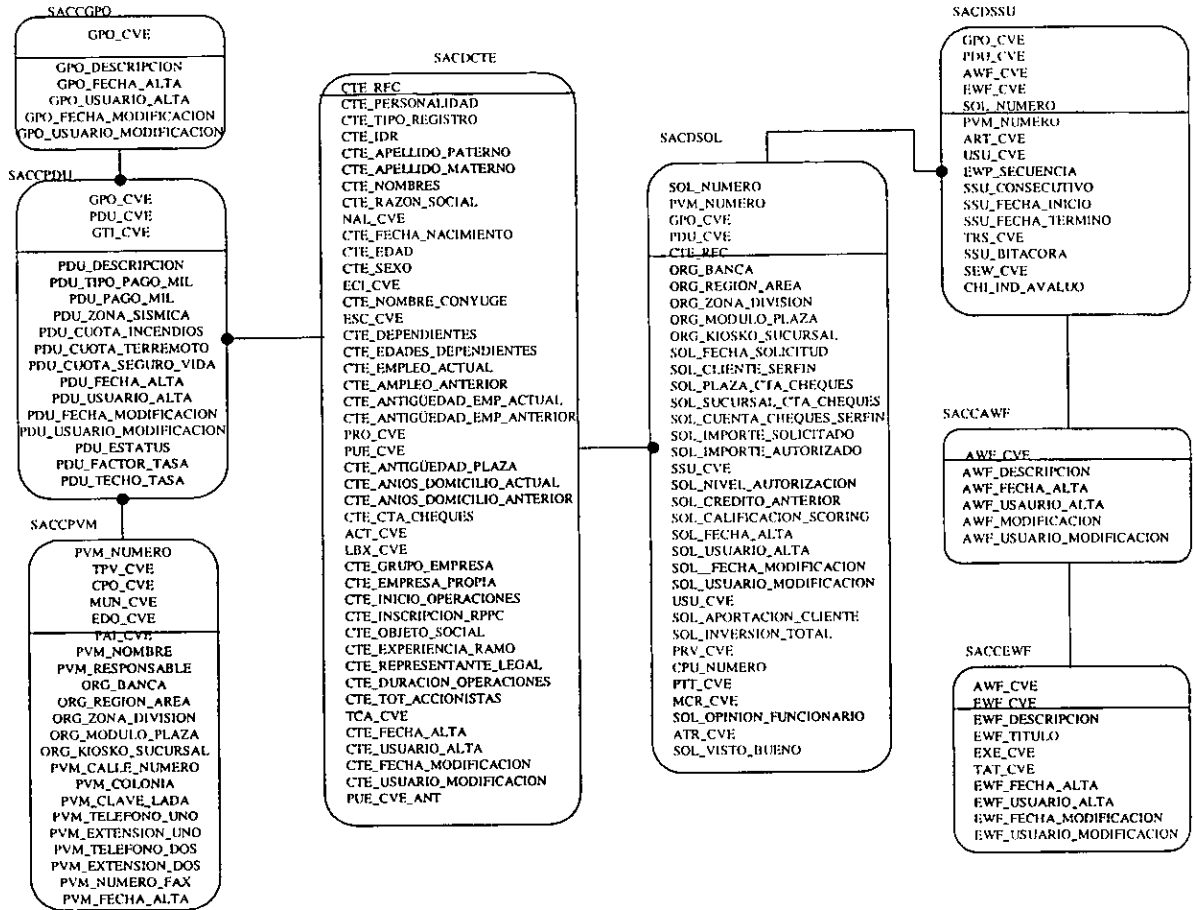 SACCGPO
GPO_CVE
GPO_DESCRIPCION
GPO_FECHA_ALTA
GPO_USUARIO_ALTA
GPO_FECHA_MODIFICACION
GPO_USUARIO_MODIFICACION
SACCPDU
GPO_CVE
PDU_CVE
GTI_CVE
PDU_DESCRIPCION
PDU_TIPO_PAGO_MIL
PDU_PAGO_MIL
PDU_ZONA_SISMICA
PDU_CUOTA_INCENDIOS
PDU_CUOTA_TERREMOTO
PDU_CUOTA_SEGURO_VIDA
PDU_FECHA_ALTA
PDU_USUARIO_ALTA
PDU_FECHA_MODIFICACION
PDU_USUARIO_MODIFICACION
PDU_ESTATUS
PDU_FACTOR_TASA
PDU_TECHO_TASA
SACCPVM
PVM_NUMERO
TPV_CVE
CPO_CVE
MUN_CVE
EDO_CVE
PAI_CVE
PVM_NOMBRE
PVM_RESPONSABLE
ORG_BANCA
ORG_REGION_AREA
ORG_ZONA_DIVISION
ORG_MODULO_PLAZA
ORG_KIOSKO_SUCURSAL
PVM_CALLE_NUMERO
PVM_COLONIA
PVM_CLAVE_LADA
PVM_TELEFONO_UNO
PVM_EXTENSION_UNO
PVM_TELEFONO_DOS
PVM_EXTENSION_DOS
PVM_NUMERO_FAX
PVM_FECHA_ALTA
SACDCTE
CTE_RFC
CTE_PERSONALIDAD
CTE_TIPO_REGISTRO
CTE_IDR
CTE_APELLIDO_PATERNO
CTE_APELLIDO_MATERNO
CTE_NOMBRES
CTE_RAZON_SOCIAL
NAL_CVE
CTE_FECHA_NACIMIENTO
CTE_EDAD
CTE_SEXO
ECI_CVE
CTE_NOMBRE_CONYUGE
ESC_CVE
CTE_DEPENDIENTES
CTE_EDADES_DEPENDIENTES
CTE_EMPLEO_ACTUAL
CTE_AMPLEO_ANTERIOR
CTE_ANTIGÜEDAD_EMP_ACTUAL
CTE_ANTIGÜEDAD_EMP_ANTERIOR
PRO_CVE
PUE_CVE
CTE_ANTIGÜEDAD_PLAZA
CTE_ANIOS_DOMICILIO_ACTUAL
CTE_ANIOS_DOMICILIO_ANTERIOR
CTE_CTA_CHEQUES
ACT_CVE
LBX_CVE
CTE_GRUPO_EMPRESA
CTE_EMPRESA_PROPIA
CTE_INICIO_OPERACIONES
CTE_INSCRIPCION_RPPC
CTE_OBJETO_SOCIAL
CTE_EXPERIENCIA_RAMO
CTE_REPRESENTANTE_LEGAL
CTE_DURACION_OPERACIONES
CTE_TOT_ACCIONISTAS
TCA_CVE
CTE_FECHA_ALTA
CTE_USUARIO_ALTA
CTE_FECHA_MODIFICACION
CTE_USUARIO_MODIFICACION
PUE_CVE_ANT
SACDSOL
SOL_NUMERO
PVM_NUMERO
GPO_CVE
PDU_CVE
CTE_RFC
ORG_BANCA
ORG_REGION_AREA
ORG_ZONA_DIVISION
ORG_MODULO_PLAZA
ORG_KIOSKO_SUCURSAL
SOL_FECHA_SOLICITUD
SOL_CLIENTE_SERFIN
SOL_PLAZA_CTA_CHEQUES
SOL_SUCURSAL_CTA_CHEQUES
SOL_CUENTA_CHEQUES_SERFIN
SOL_IMPORTE_SOLICITADO
SOL_IMPORTE_AUTORIZADO
SSU_CVE
SOL_NIVEL_AUTORIZACION
SOL_CREDITO_ANTERIOR
SOL_CALIFICACION_SCORING
SOL_FECHA_ALTA
SOL_USUARIO_ALTA
SOL__FECHA_MODIFICACION
SOL_USUARIO_MODIFICACION
USU_CVE
SOL_APORTACION_CLIENTE
SOL_INVERSION_TOTAL
PRV_CVE
CPU_NUMERO
PTT_CVE
MCR_CVE
SOL_OPINION_FUNCIONARIO
ATR_CVE
SOL_VISTO_BUENO
SACDSSU
GPO_CVE
PDU_CVE
AWF_CVE
EWF_CVE
SOL_NUMERO
PVM_NUMERO
ART_CVE
USU_CVE
EWP_SECUENCIA
SSU_CONSECUTIVO
SSU_FECHA_INICIO
SSU_FECHA_TERMINO
TRS_CVE
SSU_BITACORA
SEW_CVE
CHI_IND_AVALUO
SACCAWF
AWF_CVE
AWF_DESCRIPCION
AWF_FECHA_ALTA
AWF_USAURIO_ALTA
AWF_MODIFICACION
AWF_USUARIO_MODIFICACION
SACCEWF
AWF_CVE
EWF_CVE
EWF_DESCRIPCION
EWF_TITULO
EXE_CVE
TAT_CVE
EWF_FECHA_ALTA
EWF_USUARIO_ALTA
EWF_FECHA_MODIFICACION
EWF_USUARIO_MODIFICACION